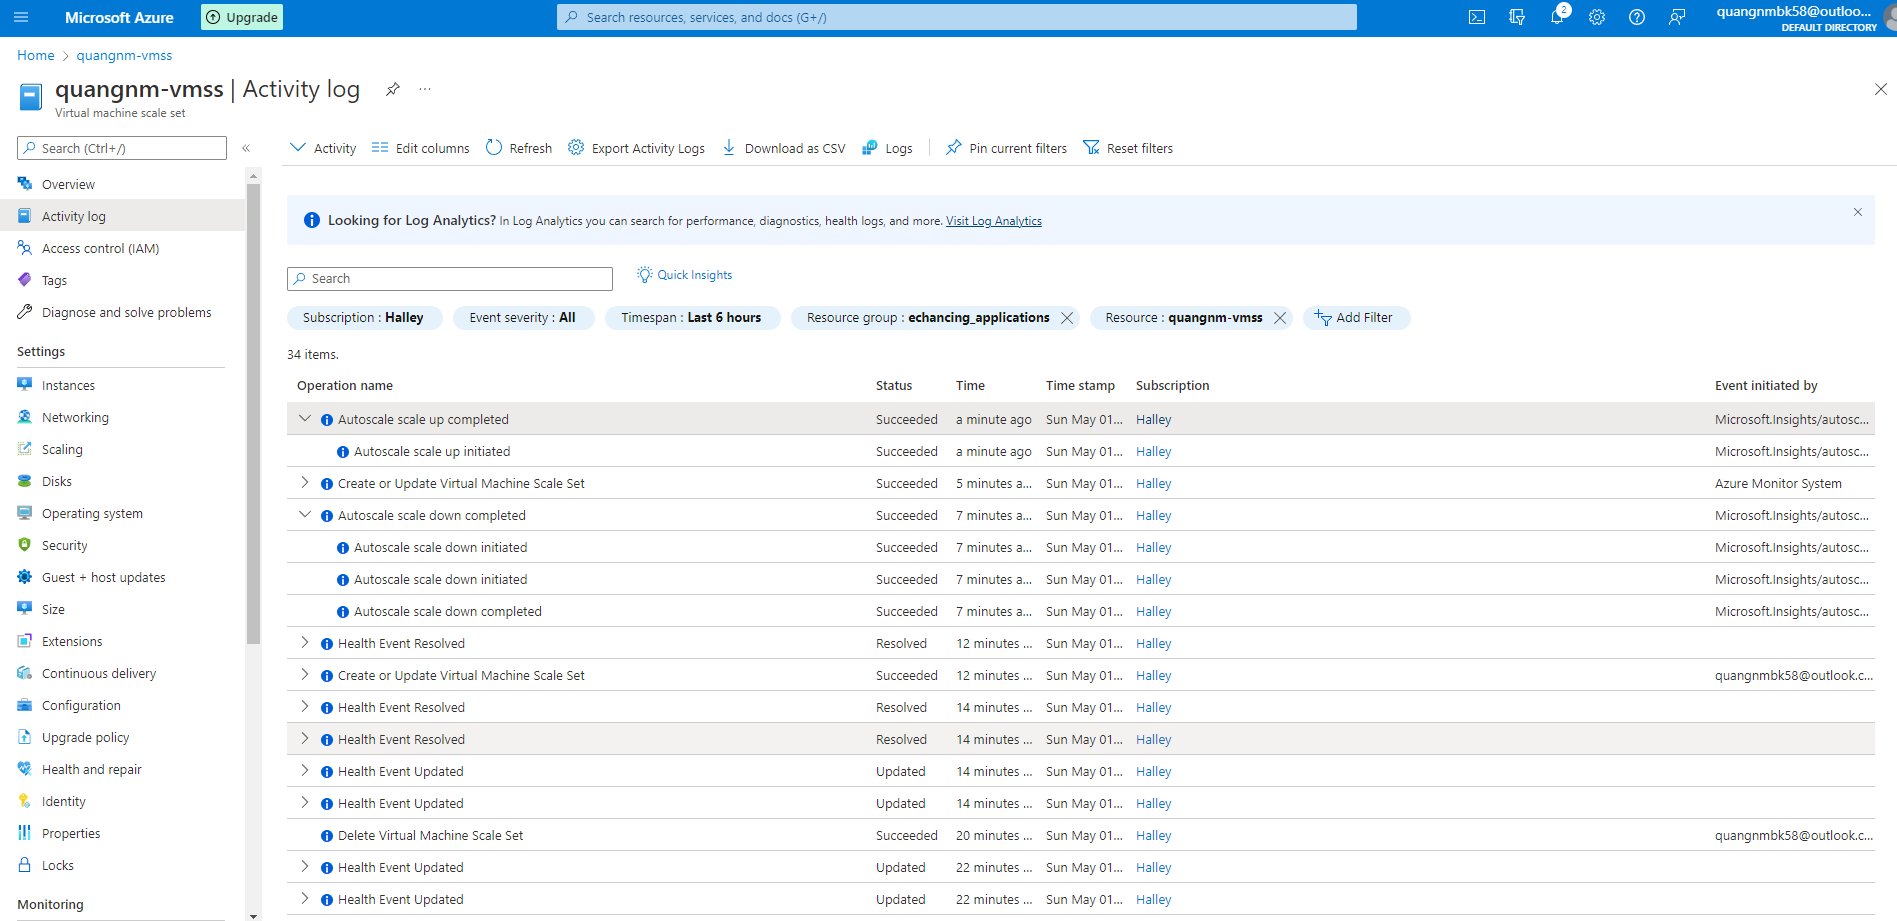 Microsoft Azure
Upgrade
Search resources, services, and docs (G+/)
2
quangnmbk58@outloo...
DEFAULT DIRECTORY
Home > quangnm-vmss
quangnm-vmss | Activity log
...
Virtual machine scale set
Search (Ctrl+/)
«
Activity
Edit columns
Refresh
Export Activity Logs
Download as CSV
Logs
Pin current filters
Reset filters
Overview
Activity log
Access control (IAM)
Tags
Diagnose and solve problems
Settings
Instances
Networking
Scaling
Disks
Operating system
Security
Guest + host updates
Size
Extensions
Continuous delivery
Configuration
Upgrade policy
Health and repair
Identity
Properties
Locks
Monitoring
Looking for Log Analytics? In Log Analytics you can search for performance, diagnostics, health logs, and more. Visit Log Analytics
Search
Quick Insights
Subscription : Halley
Event severity : All
Timespan : Last 6 hours
Resource group : echancing_applications
Resource : quangnm-vmss
Add Filter
34 items.
Operation name Status Time Time stamp Subscription Event initiated by
Autoscale scale up completed Succeeded a minute ago Sun May 01... Halley Microsoft.Insights/autosc...
Autoscale scale up initiated Succeeded a minute ago Sun May 01... Halley Microsoft.Insights/autosc...
Create or Update Virtual Machine Scale Set Succeeded 5 minutes a... Sun May 01... Halley Azure Monitor System
Autoscale scale down completed Succeeded 7 minutes a... Sun May 01... Halley Microsoft.Insights/autosc...
Autoscale scale down initiated Succeeded 7 minutes a... Sun May 01... Halley Microsoft.Insights/autosc...
Autoscale scale down initiated Succeeded 7 minutes a... Sun May 01... Halley Microsoft.Insights/autosc...
Autoscale scale down completed Succeeded 7 minutes a... Sun May 01... Halley Microsoft.Insights/autosc...
Health Event Resolved Resolved 12 minutes ... Sun May 01... Halley
Create or Update Virtual Machine Scale Set Succeeded 12 minutes ... Sun May 01... Halley quangnmbk58@outlook.c...
Health Event Resolved Resolved 14 minutes ... Sun May 01... Halley
Health Event Resolved Resolved 14 minutes ... Sun May 01... Halley
Health Event Updated Updated 14 minutes ... Sun May 01... Halley
Health Event Updated Updated 14 minutes ... Sun May 01... Halley
Delete Virtual Machine Scale Set Succeeded 20 minutes ... Sun May 01... Halley quangnmbk58@outlook.c...
Health Event Updated Updated 22 minutes ... Sun May 01... Halley
Health Event Updated Updated 22 minutes ... Sun May 01... Halley